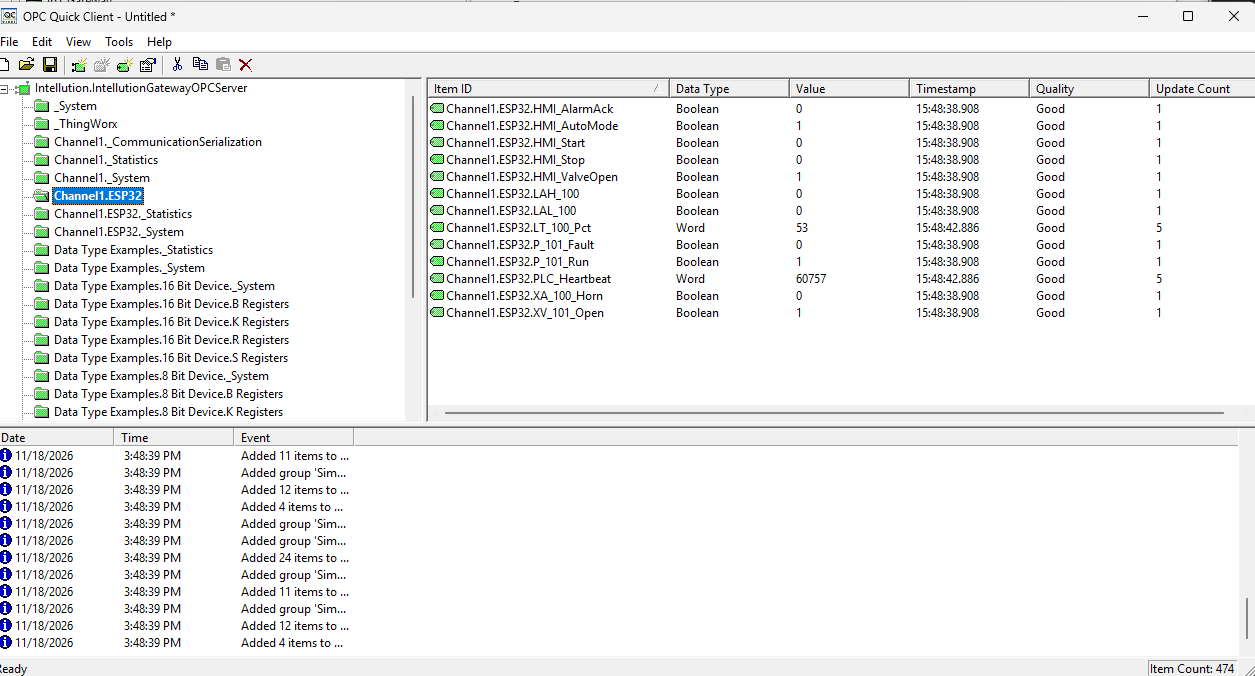 OPC Quick Client - Untitled *
File Edit View Tools Help
Intellution.IntellutionGatewayOPCServer
_System
_ThingWorx
Channel1._CommunicationSerialization
Channel1._Statistics
Channel1._System
Channel1.ESP32
Channel1.ESP32._Statistics
Channel1.ESP32._System
Data Type Examples._Statistics
Data Type Examples._System
Data Type Examples.16 Bit Device._System
Data Type Examples.16 Bit Device.B Registers
Data Type Examples.16 Bit Device.K Registers
Data Type Examples.16 Bit Device.R Registers
Data Type Examples.16 Bit Device.S Registers
Data Type Examples.8 Bit Device._System
Data Type Examples.8 Bit Device.B Registers
Data Type Examples.8 Bit Device.K Registers
Item ID Data Type Value Timestamp Quality Update Count
Channel1.ESP32.HMI_AlarmAck Boolean 0 15:48:38.908 Good 1
Channel1.ESP32.HMI_AutoMode Boolean 1 15:48:38.908 Good 1
Channel1.ESP32.HMI_Start Boolean 0 15:48:38.908 Good 1
Channel1.ESP32.HMI_Stop Boolean 0 15:48:38.908 Good 1
Channel1.ESP32.HMI_ValveOpen Boolean 1 15:48:38.908 Good 1
Channel1.ESP32.LAH_100 Boolean 0 15:48:38.908 Good 1
Channel1.ESP32.LAL_100 Boolean 0 15:48:38.908 Good 1
Channel1.ESP32.LT_100_Pct Word 53 15:48:42.886 Good 5
Channel1.ESP32.P_101_Fault Boolean 0 15:48:38.908 Good 1
Channel1.ESP32.P_101_Run Boolean 1 15:48:38.908 Good 1
Channel1.ESP32.PLC_Heartbeat Word 60757 15:48:42.886 Good 5
Channel1.ESP32.XA_100_Horn Boolean 0 15:48:38.908 Good 1
Channel1.ESP32.XV_101_Open Boolean 1 15:48:38.908 Good 1
Date Time Event
11/18/2026 3:48:39 PM Added 11 items to ...
11/18/2026 3:48:39 PM Added group 'Sim...
11/18/2026 3:48:39 PM Added 12 items to ...
11/18/2026 3:48:39 PM Added 4 items to ...
11/18/2026 3:48:39 PM Added group 'Sim...
11/18/2026 3:48:39 PM Added group 'Sim...
11/18/2026 3:48:39 PM Added 24 items to ...
11/18/2026 3:48:39 PM Added group 'Sim...
11/18/2026 3:48:39 PM Added 11 items to ...
11/18/2026 3:48:39 PM Added group 'Sim...
11/18/2026 3:48:39 PM Added 12 items to ...
11/18/2026 3:48:39 PM Added 4 items to ...
Ready
Item Count: 474